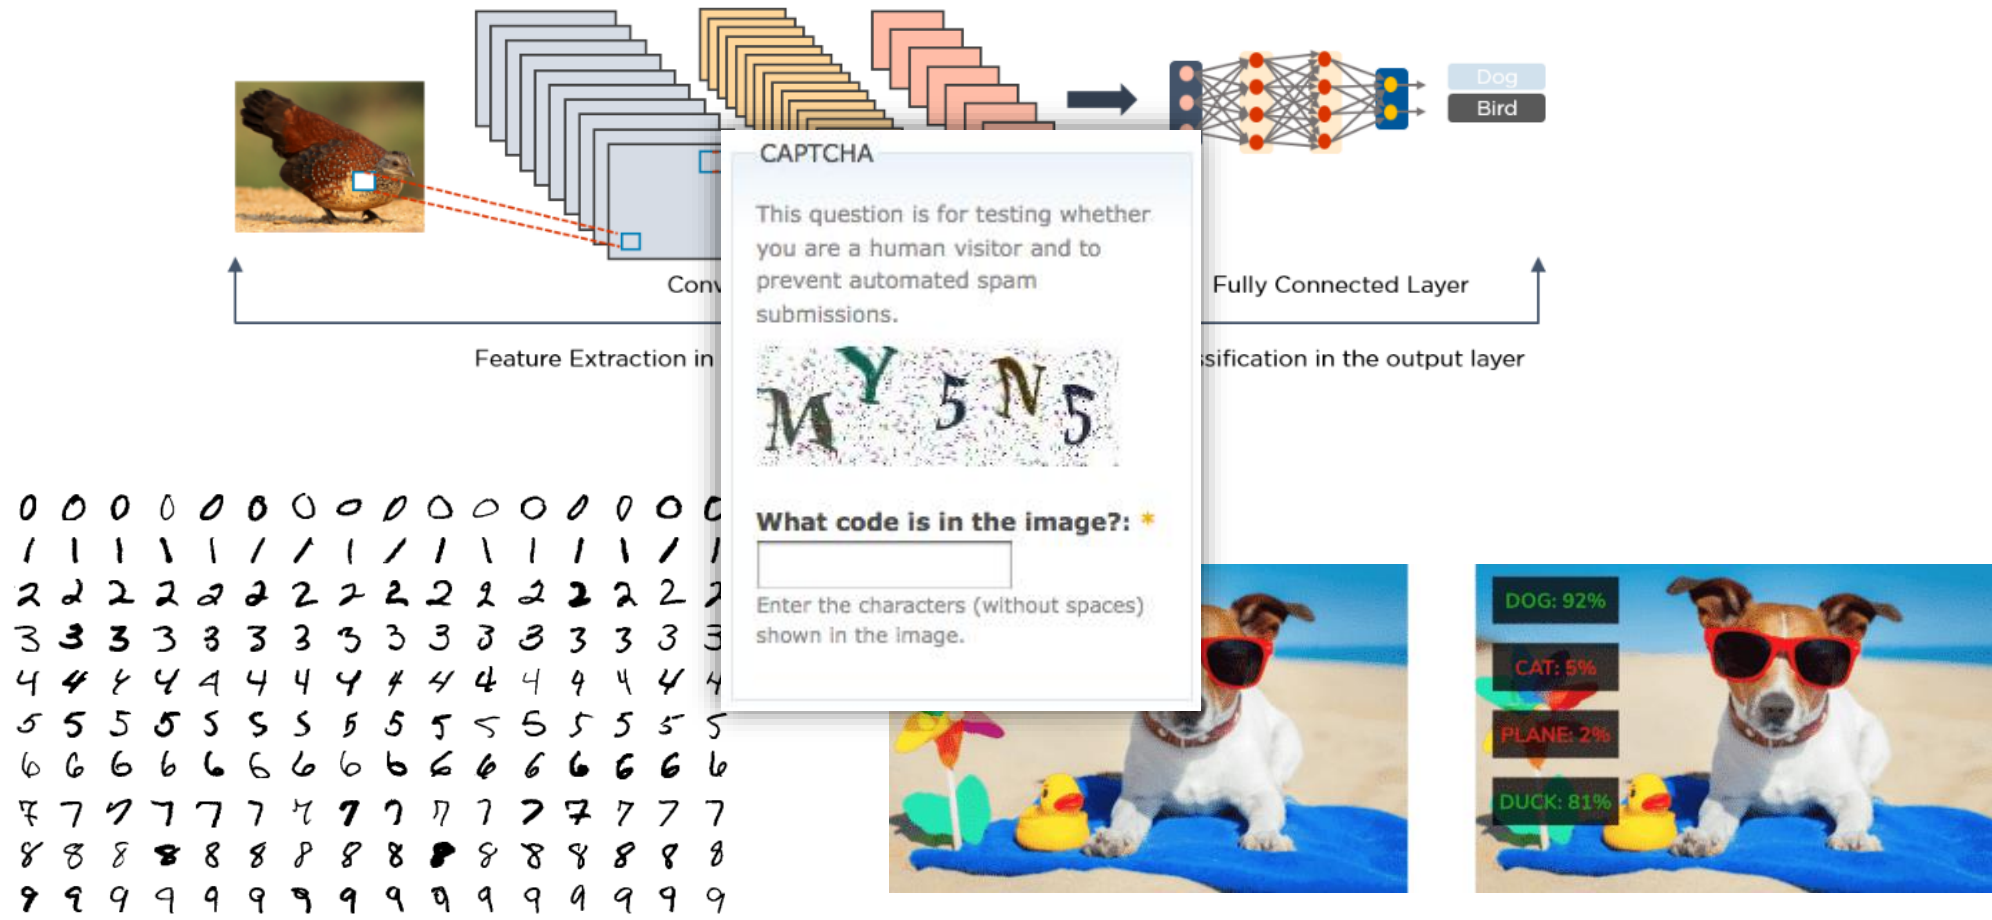 Dog
Bird
Conv
Fully Connected Layer
Feature Extraction in
ssification in the output layer
CAPTCHA
This question is for testing whether
you are a human visitor and to
prevent automated spam
submissions.
M Y 5 N 5
What code is in the image?: *
Enter the characters (without spaces)
shown in the image.
0 0 0 0 0 0 0 0 0 0 0 0 0 0 0 0
1 1 1 1 1 1 1 1 1 1 1 1 1 1 1 1
2 2 2 2 2 2 2 2 2 2 2 2 2 2 2 2
3 3 3 3 3 3 3 3 3 3 3 3 3 3 3 3
4 4 4 4 4 4 4 4 4 4 4 4 4 4 4 4
5 5 5 5 5 5 5 5 5 5 5 5 5 5 5 5
6 6 6 6 6 6 6 6 6 6 6 6 6 6 6 6
7 7 7 7 7 7 7 7 7 7 7 7 7 7 7 7
8 8 8 8 8 8 8 8 8 8 8 8 8 8 8 8
9 9 9 9 9 9 9 9 9 9 9 9 9 9 9 9
DOG: 92%
CAT: 5%
PLANE: 2%
DUCK: 81%